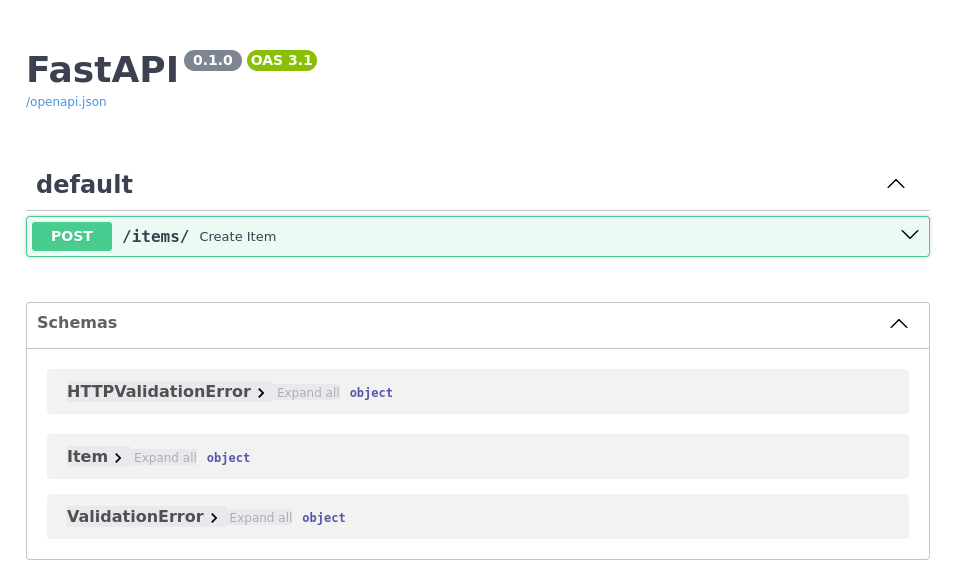 FastAPI 0.1.0 OAS 3.1
/openapi.json
default
POST /items/ Create Item
Schemas
HTTPValidationError Expand all object
Item Expand all object
ValidationError Expand all object